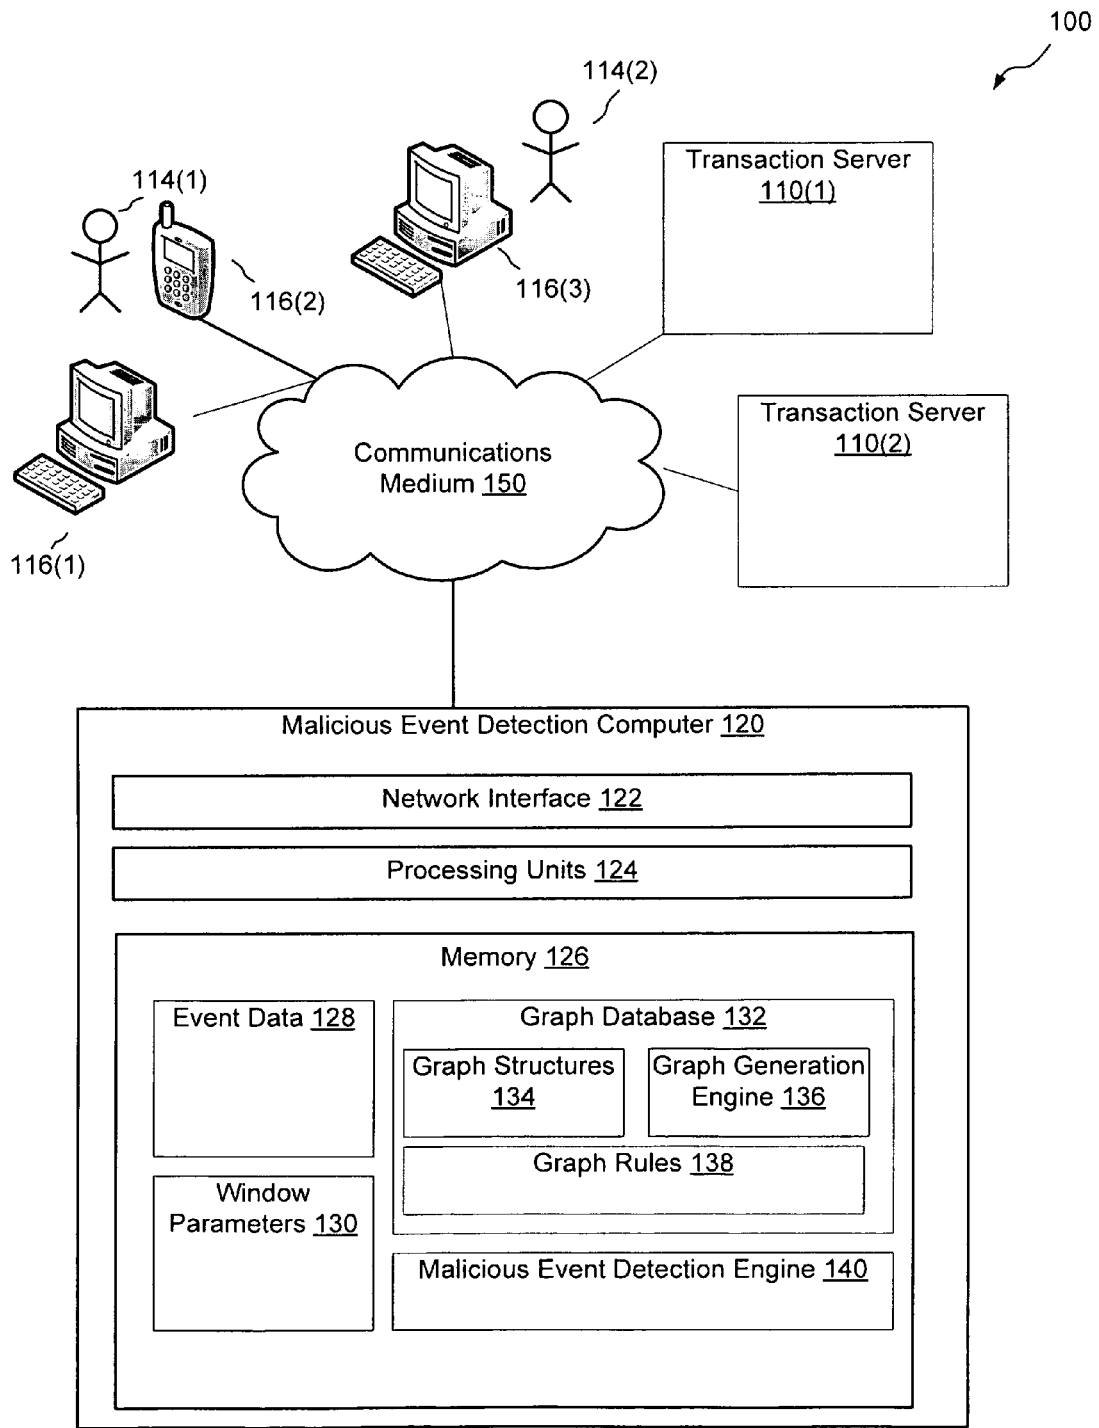 100
114(2)
Transaction Server
110(1)
114(1)
116(2)
116(3)
Transaction Server
110(2)
Communications
Medium 150
116(1)
Malicious Event Detection Computer 120
Network Interface 122
Processing Units 124
Memory 126
Event Data 128
Graph Database 132
Graph Structures
134
Graph Generation
Engine 136
Graph Rules 138
Window
Parameters 130
Malicious Event Detection Engine 140